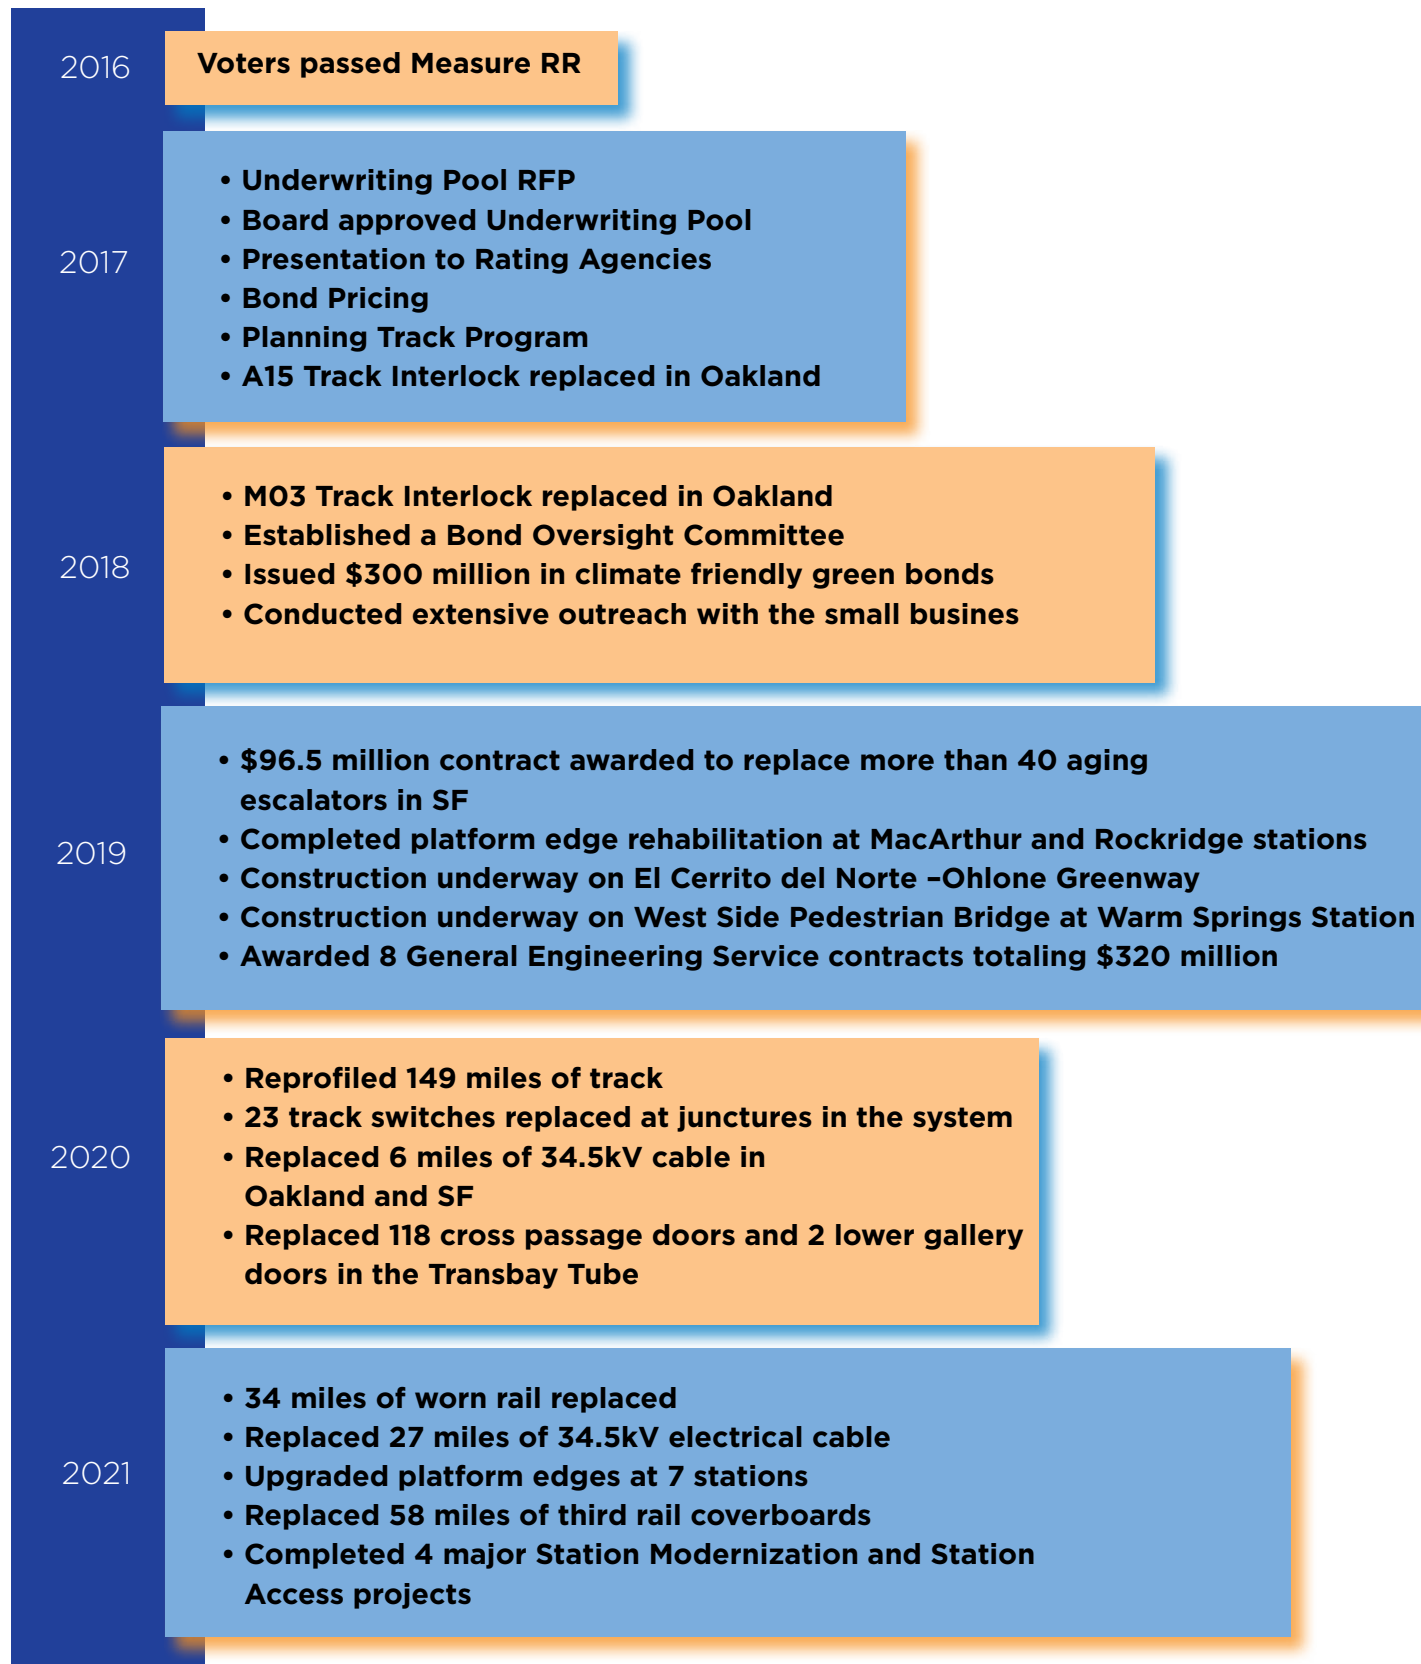 2016
Voters passed Measure RR
2017
• Underwriting Pool RFP
• Board approved Underwriting Pool
• Presentation to Rating Agencies
• Bond Pricing
• Planning Track Program
• A15 Track Interlock replaced in Oakland
2018
• M03 Track Interlock replaced in Oakland
• Established a Bond Oversight Committee
• Issued $300 million in climate friendly green bonds
• Conducted extensive outreach with the small busines
2019
• $96.5 million contract awarded to replace more than 40 aging
escalators in SF
• Completed platform edge rehabilitation at MacArthur and Rockridge stations
• Construction underway on El Cerrito del Norte –Ohlone Greenway
• Construction underway on West Side Pedestrian Bridge at Warm Springs Station
• Awarded 8 General Engineering Service contracts totaling $320 million
2020
• Reprofiled 149 miles of track
• 23 track switches replaced at junctures in the system
• Replaced 6 miles of 34.5kV cable in
Oakland and SF
• Replaced 118 cross passage doors and 2 lower gallery
doors in the Transbay Tube
2021
• 34 miles of worn rail replaced
• Replaced 27 miles of 34.5kV electrical cable
• Upgraded platform edges at 7 stations
• Replaced 58 miles of third rail coverboards
• Completed 4 major Station Modernization and Station
Access projects